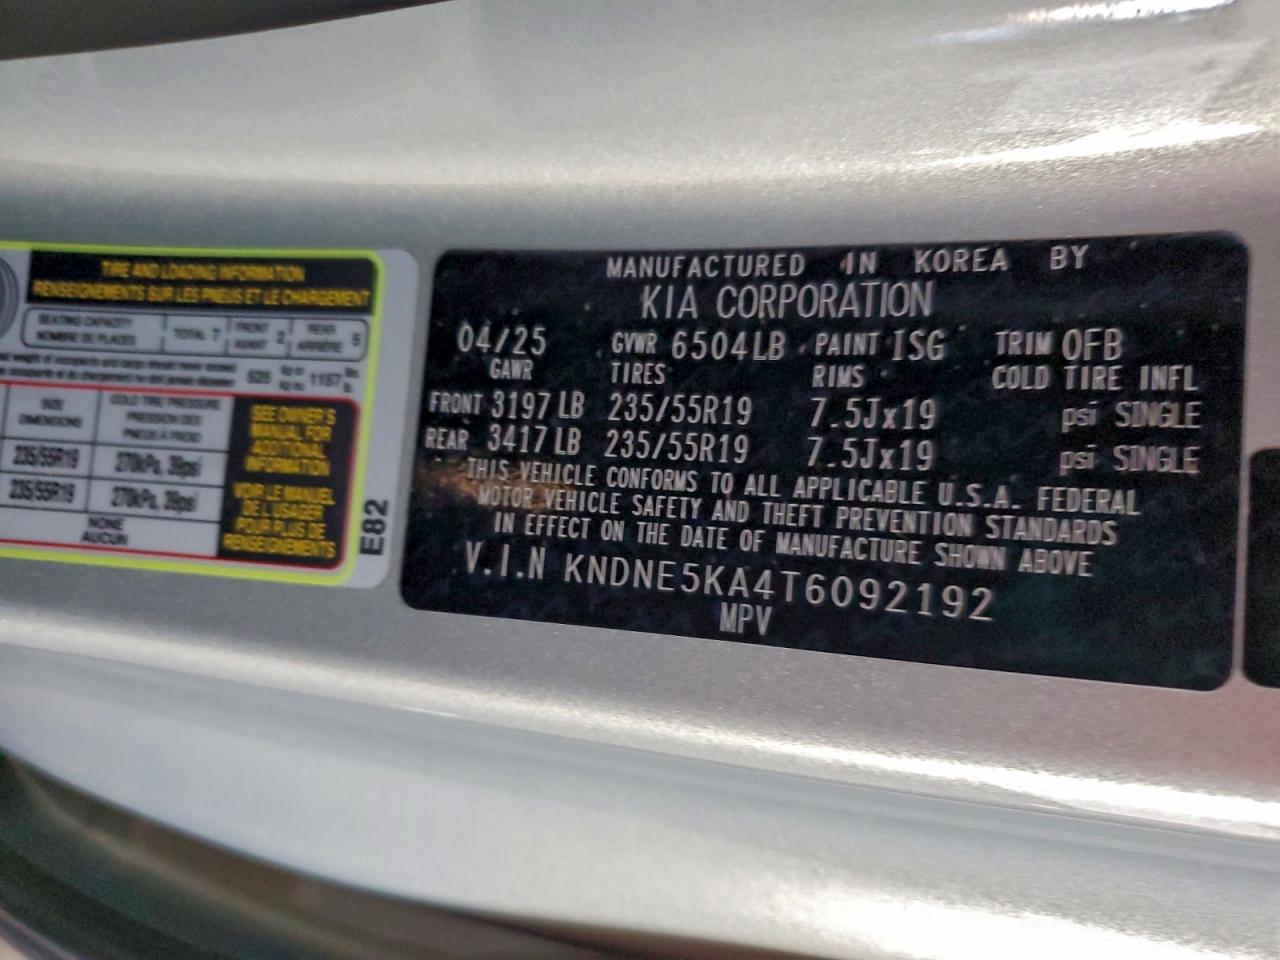 TIRE AND LOADING INFORMATION
RENSEIGNEMENTS SUR LES PNEUS ET LE CHARGEMENT
SEATING CAPACITY
NOMBRE DE PLACES
TOTAL 7
FRONT
AVANT
2
REAR
ARRIÈRE
5
SIZE
DIMENSIONS
COLD TIRE PRESSURE
PRESSION DES
PNEUS À FROID
235/55R19
270kPa, 39psi
235/55R19
270kPa, 39psi
NONE
AUCUN
SEE OWNER'S
MANUAL FOR
ADDITIONAL
INFORMATION
VOIR LE MANUEL
DE L'USAGER
POUR PLUS DE
RENSEIGNEMENTS
E82
MANUFACTURED IN KOREA BY
KIA CORPORATION
04/25 GVWR 6504LB PAINT ISG TRIM OFB
GAWR TIRES RIMS COLD TIRE INFL
FRONT 3197 LB 235/55R19 7.5Jx19 psi SINGLE
REAR 3417 LB 235/55R19 7.5Jx19 psi SINGLE
THIS VEHICLE CONFORMS TO ALL APPLICABLE U.S.A. FEDERAL
MOTOR VEHICLE SAFETY AND THEFT PREVENTION STANDARDS
IN EFFECT ON THE DATE OF MANUFACTURE SHOWN ABOVE
V.I.N KNDNE5KA4T6092192
MPV